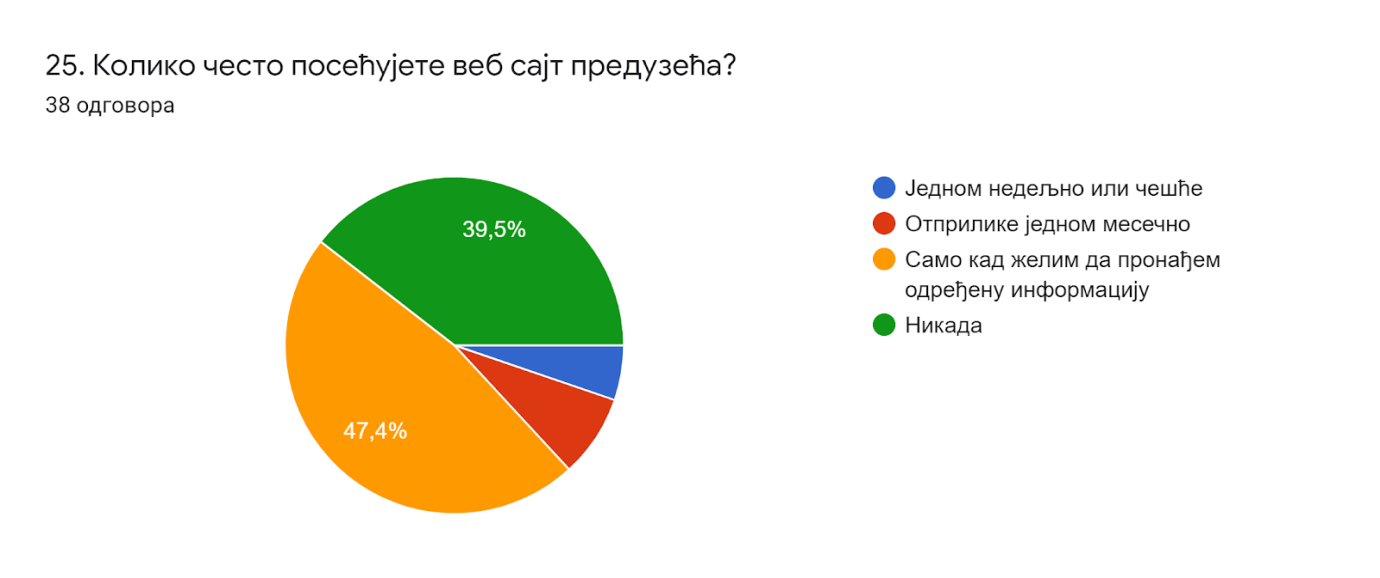 25. Колико често посећујете веб сајт предузећа?
38 одговора
39,5%
47,4%
Једном недељно или чешће
Отприлике једном месечно
Само кад желим да пронађем
одређену информацију
Никада